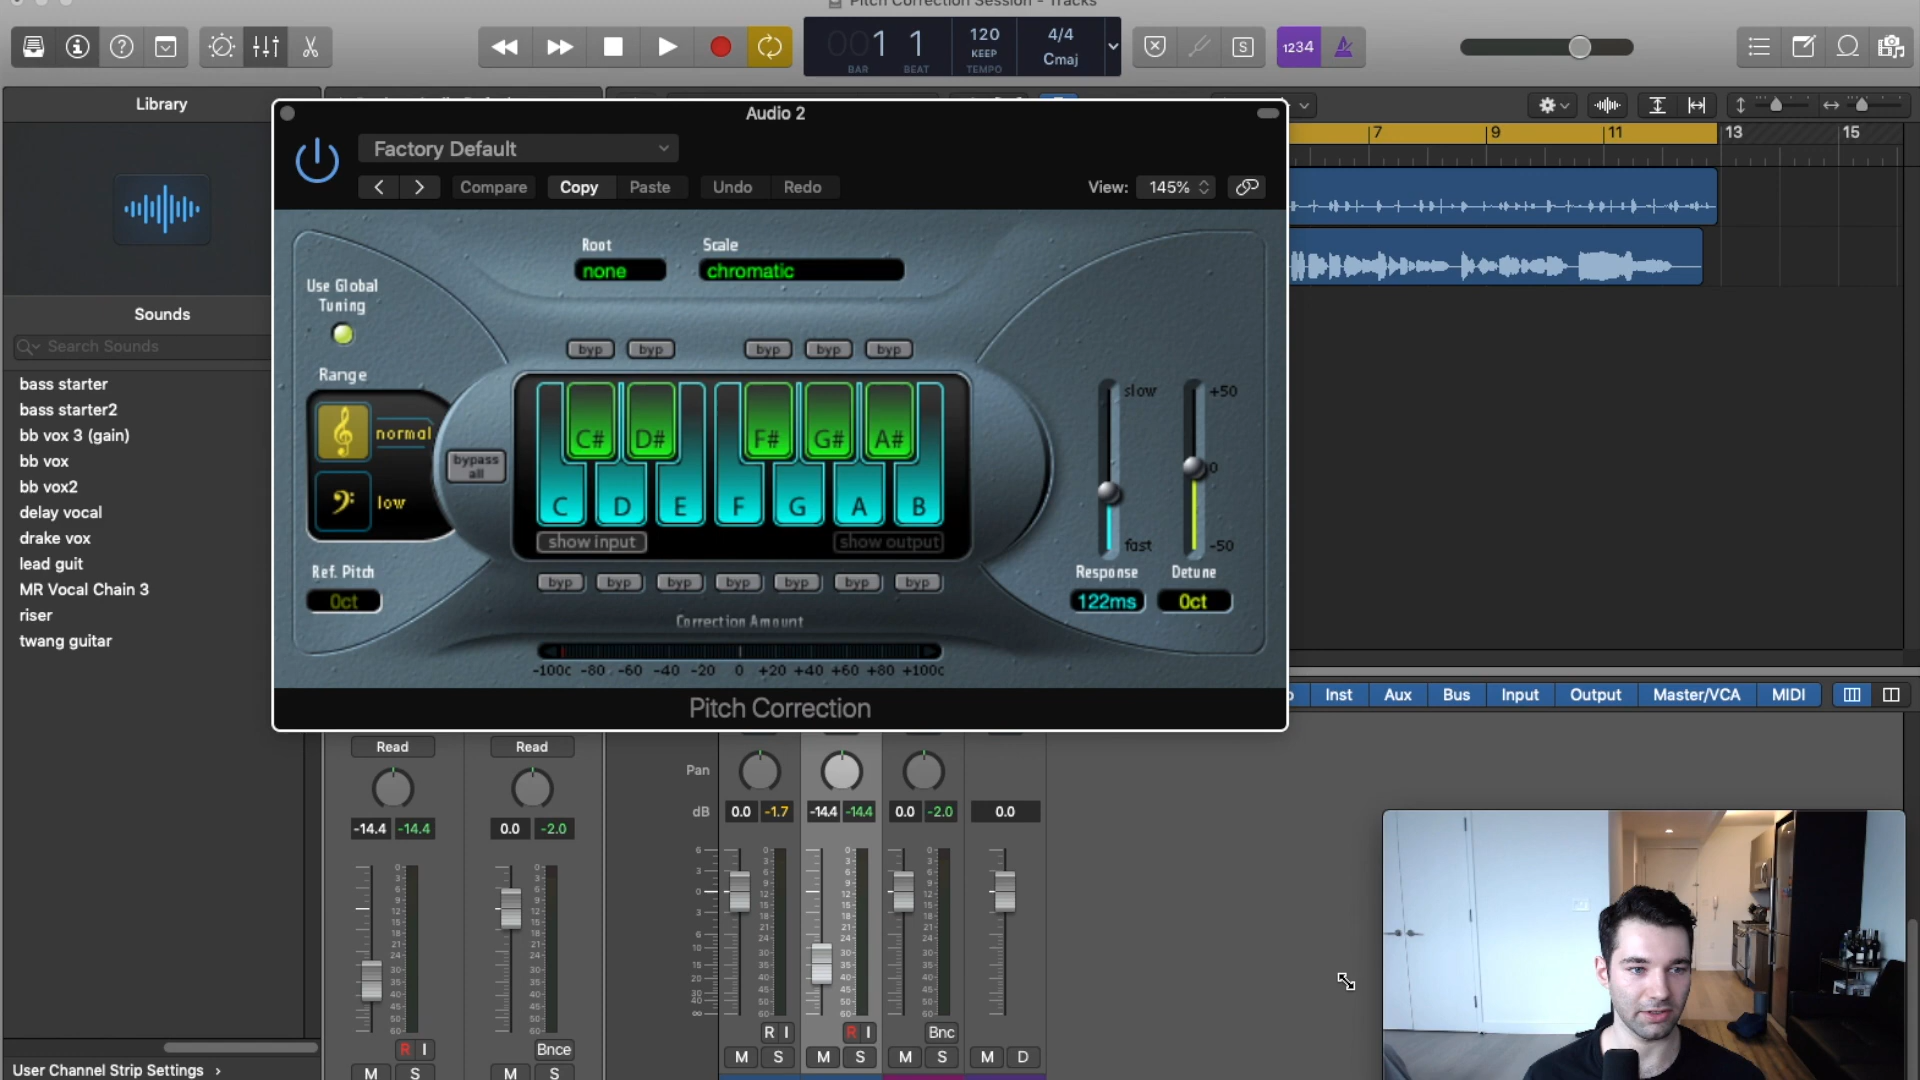 Pitch Correction Session - Tracks
001 1
BAR BEAT
120
KEEP
TEMPO
4/4
Cmaj
S
1234
Library
Audio 2
Factory Default
Compare Copy Paste Undo Redo
View: 145%
7 9 11 13 15
Root Scale
none chromatic
Use Global
Tuning
byp byp byp byp byp
Range
normal
low
bypass
all
C# D# F# G# A#
C D E F G A B
show input show output
byp byp byp byp byp byp byp
Ref. Pitch
0ct
slow
fast
Response
122ms
+50
0
-50
Detune
0ct
Correction Amount
-100c -80 -60 -40 -20 0 +20 +40 +60 +80 +100c
Pitch Correction
Sounds
Search Sounds
bass starter
bass starter2
bb vox 3 (gain)
bb vox
bb vox2
delay vocal
drake vox
lead guit
MR Vocal Chain 3
riser
twang guitar
User Channel Strip Settings
Inst Aux Bus Input Output Master/VCA MIDI
Read Read
Pan
dB 0.0 -1.7 -14.4 -14.4 0.0 -2.0 0.0
-14.4 -14.4 0.0 -2.0
R I R I Bnc
R I Bnce
M S M S M S M D
M S M S